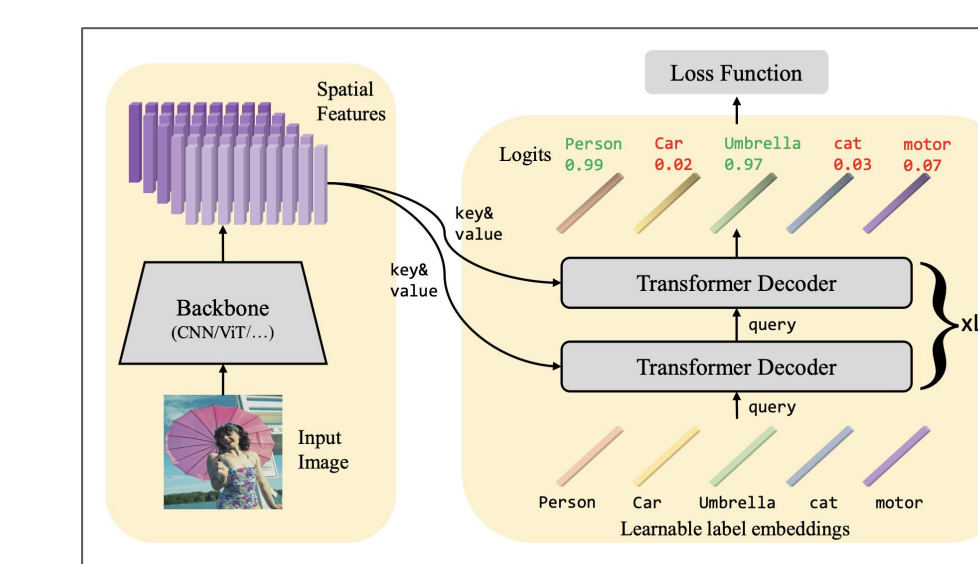 Loss Function
Spatial
Features
Logits
Person Car Umbrella cat motor
0.99 0.02 0.97 0.03 0.07
key&
value
key&
value
Transformer Decoder
Backbone
(CNN/ViT/...)
query
xL
Transformer Decoder
query
Input
Image
Person Car Umbrella cat motor
Learnable label embeddings